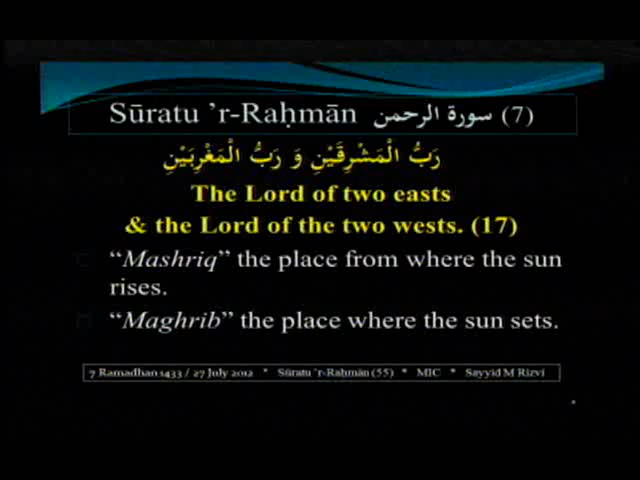 Sūratu ’r-Raḥmān سورة الرحمن (7)
رَبُّ الْمَشْرِقَيْنِ وَ رَبُّ الْمَغْرِبَيْنِ
The Lord of two easts
& the Lord of the two wests. (17)
“Mashriq” the place from where the sun
rises.
“Maghrib” the place where the sun sets.
7 Ramadhan 1433 / 27 July 2012 * Sūratu ’r-Raḥmān (55) * MIC * Sayyid M Rizvi